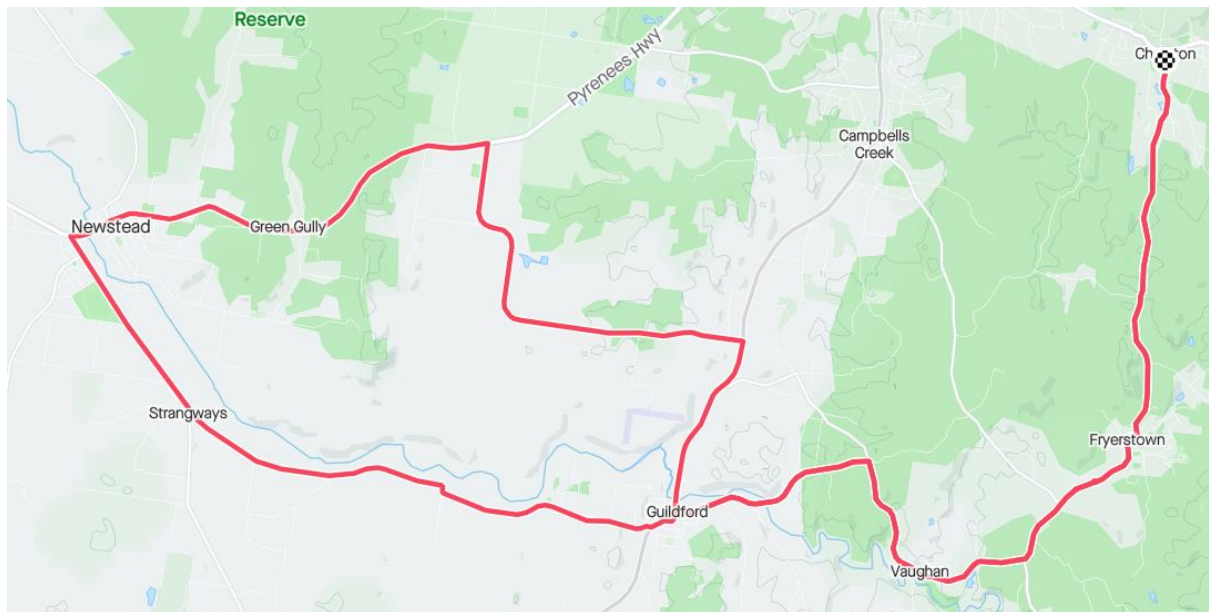 Reserve
Pyrenees Hwy
Campbells
Creek
Newstead
Green Gully
Strangways
Fryerstown
Guildford
Vaughan